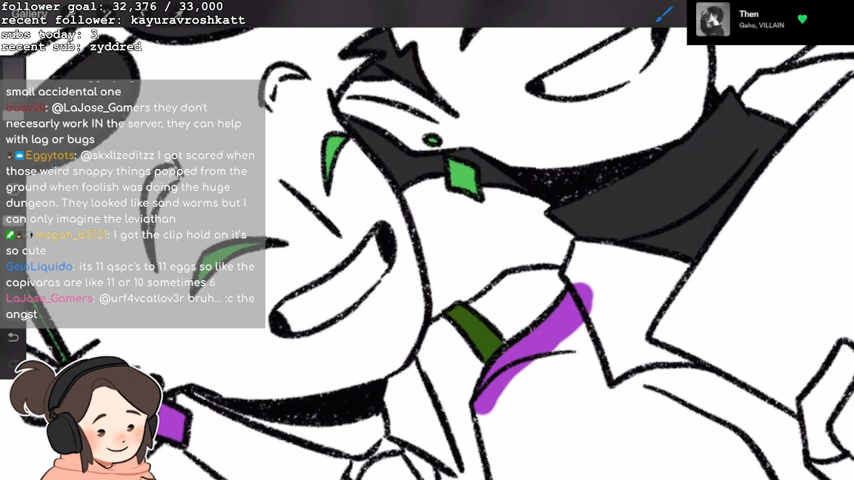 Gallery
follower goal: 32,376 / 33,000
recent follower: kayuravroshkatt
subs today: 3
recent sub: zyddred
Then
Gaho, VILLAIN
small accidental one
@LaJose_Gamers they don't
necesarly work IN the server, they can help
with lag or bugs
Eggytots: @skxllzeditzz I got scared when
those weird snappy things popped from the
ground when foolish was doing the huge
dungeon. They looked like sand worms but I
can only imagine the leviathan
megan_a3721: I got the clip hold on it's
so cute
GeloLiquido: its 11 qspc's to 11 eggs so like the
capivaras are like 11 or 10 sometimes 6
LaJose_Gamers: @urf4vcatlov3r bruh... :c the
angst